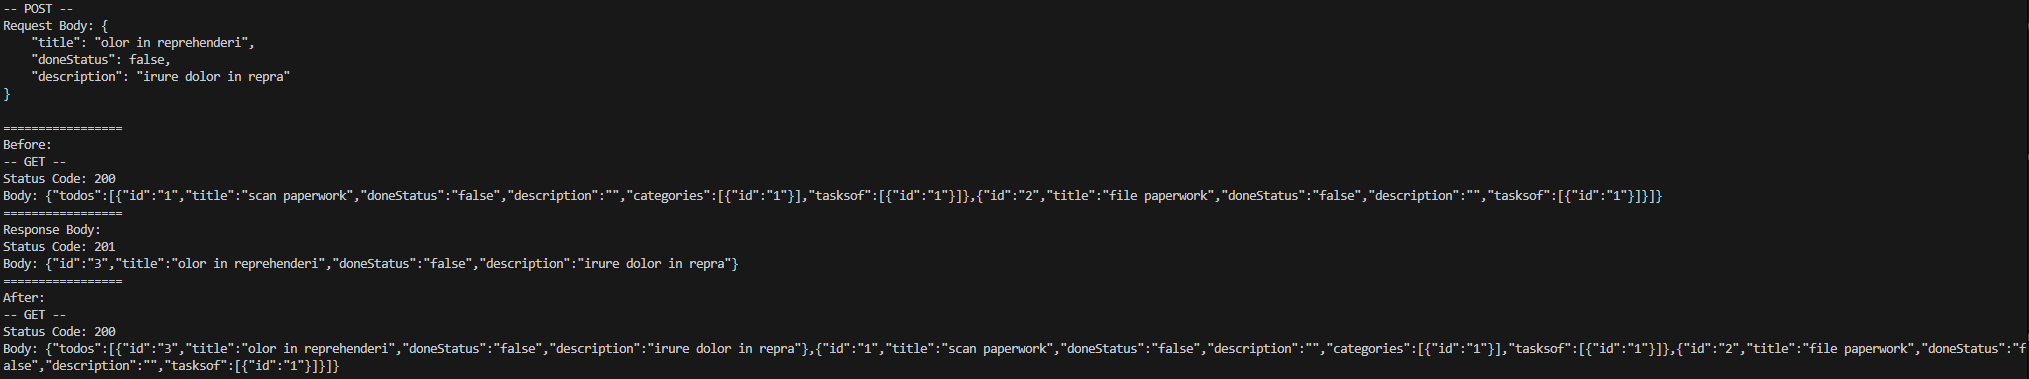 -- POST --
Request Body: {
    "title": "olor in reprehenderi",
    "doneStatus": false,
    "description": "irure dolor in repra"
}
=================
Before:
-- GET --
Status Code: 200
Body: {"todos":[{"id":"1","title":"scan paperwork","doneStatus":"false","description":"","categories":[{"id":"1"}],"tasksof":[{"id":"1"}]},{"id":"2","title":"file paperwork","doneStatus":"false","description":"","tasksof":[{"id":"1"}]}]}
=================
Response Body:
Status Code: 201
Body: {"id":"3","title":"olor in reprehenderi","doneStatus":"false","description":"irure dolor in repra"}
=================
After:
-- GET --
Status Code: 200
Body: {"todos":[{"id":"3","title":"olor in reprehenderi","doneStatus":"false","description":"irure dolor in repra"},{"id":"1","title":"scan paperwork","doneStatus":"false","description":"","categories":[{"id":"1"}],"tasksof":[{"id":"1"}]},{"id":"2","title":"file paperwork","doneStatus":"f
alse","description":"","tasksof":[{"id":"1"}]}]}